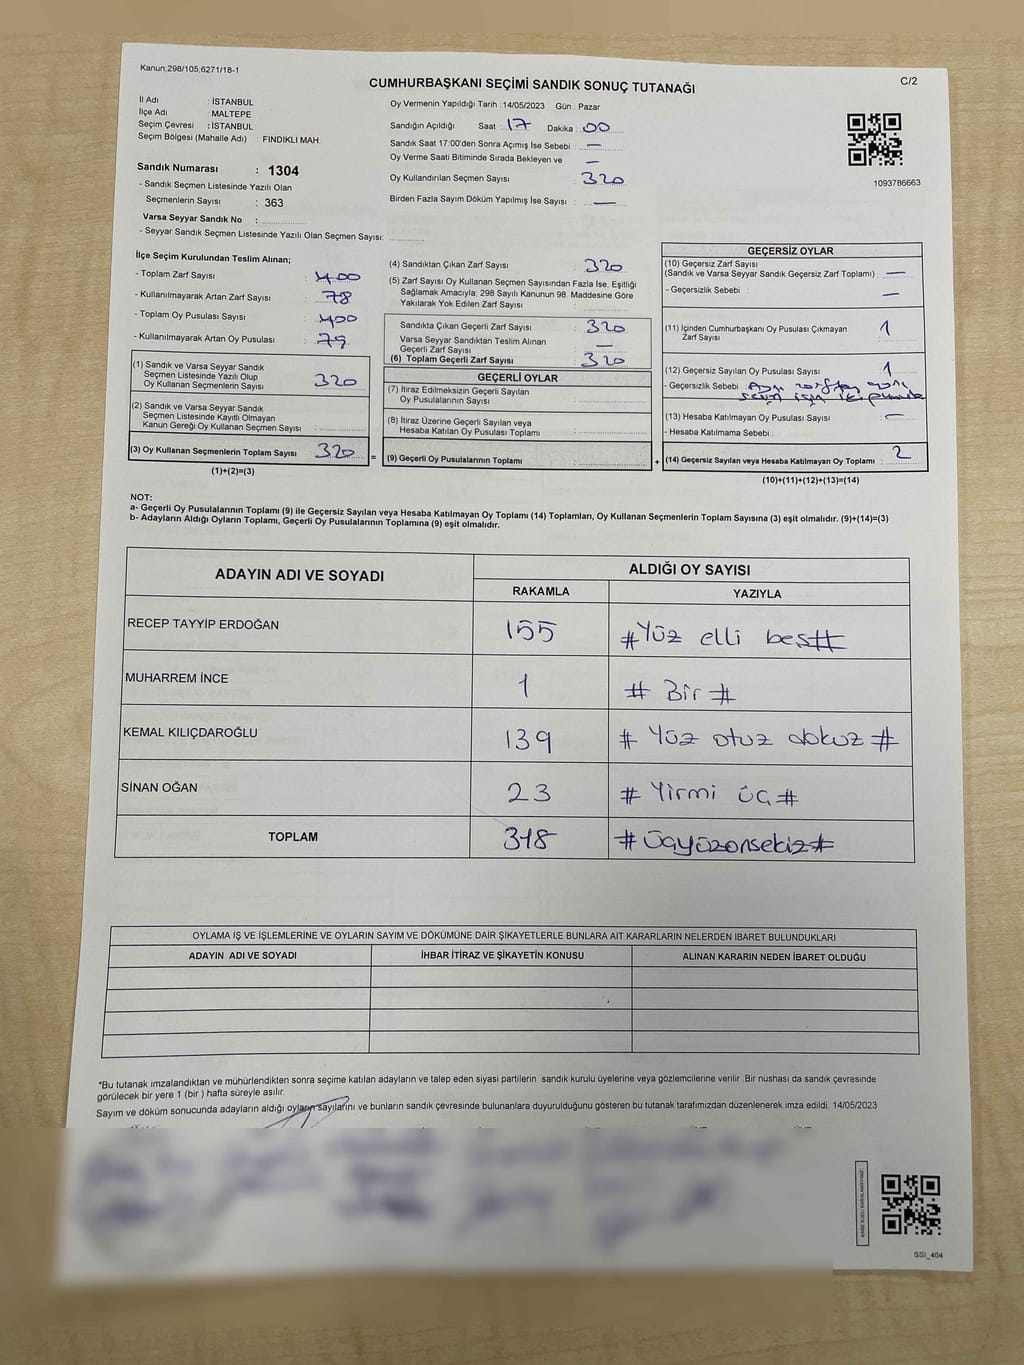 Kanun;298/105;6271/18-1
CUMHURBAŞKANI SEÇİMİ SANDIK SONUÇ TUTANAĞI
C/2
İl Adı : İSTANBUL
İlçe Adı : MALTEPE
Seçim Çevresi : İSTANBUL
Seçim Bölgesi (Mahalle Adı) : FINDIKLI MAH.
Sandık Numarası : 1304
- Sandık Seçmen Listesinde Yazılı Olan
Seçmenlerin Sayısı : 363
Varsa Seyyar Sandık No :
- Seyyar Sandık Seçmen Listesinde Yazılı Olan Seçmen Sayısı:
Oy Vermenin Yapıldığı Tarih :14/05/2023 Gün : Pazar
Sandığın Açıldığı Saat : 17 Dakika : 00
Sandık Saat 17:00'den Sonra Açımış İse Sebebi : —
Oy Verme Saati Bitiminde Sırada Bekleyen ve —
Oy Kullandırılan Seçmen Sayısı : 320
Birden Fazla Sayım Döküm Yapılmış İse Sayısı : —
1093786663
İlçe Seçim Kurulundan Teslim Alınan;
- Toplam Zarf Sayısı : 400
- Kullanılmayarak Artan Zarf Sayısı : 78
- Toplam Oy Pusulası Sayısı : 400
- Kullanılmayarak Artan Oy Pusulası : 79
(1) Sandık ve Varsa Seyyar Sandık
Seçmen Listesinde Yazılı Olup
Oy Kullanan Seçmenlerin Sayısı : 320
(2) Sandık ve Varsa Seyyar Sandık
Seçmen Listesinde Kayıtlı Olmayan
Kanun Gereği Oy Kullanan Seçmen Sayısı :
(3) Oy Kullanan Seçmenlerin Toplam Sayısı : 320
(1)+(2)=(3)
(4) Sandıktan Çıkan Zarf Sayısı : 320
(5) Zarf Sayısı Oy Kullanan Seçmen Sayısından Fazla İse, Eşitliği
Sağlamak Amacıyla; 298 Sayılı Kanunun 98. Maddesine Göre
Yakılarak Yok Edilen Zarf Sayısı :
Sandıkta Çıkan Geçerli Zarf Sayısı : 320
Varsa Seyyar Sandıktan Teslim Alınan
Geçerli Zarf Sayısı : —
(6) Toplam Geçerli Zarf Sayısı : 320
GEÇERLİ OYLAR
(7) İtiraz Edilmeksizin Geçerli Sayılan
Oy Pusulalarının Sayısı :
(8) İtiraz Üzerine Geçerli Sayılan veya
Hesaba Katılan Oy Pusulası Toplamı :
= (9) Geçerli Oy Pusulalarının Toplamı : +
GEÇERSİZ OYLAR
(10) Geçersiz Zarf Sayısı
(Sandık ve Varsa Seyyar Sandık Geçersiz Zarf Toplamı) : —
- Geçersizlik Sebebi : —
(11) İçinden Cumhurbaşkanı Oy Pusulası Çıkmayan
Zarf Sayısı : 1
(12) Geçersiz Sayılan Oy Pusulası Sayısı : 1
- Geçersizlik Sebebi : Aynı zarftan aynı
seçim için iki pusula
(13) Hesaba Katılmayan Oy Pusulası Sayısı : —
- Hesaba Katılmama Sebebi :
(14) Geçersiz Sayılan veya Hesaba Katılmayan Oy Toplamı : 2
(10)+(11)+(12)+(13)=(14)
NOT:
a- Geçerli Oy Pusulalarının Toplamı (9) ile Geçersiz Sayılan veya Hesaba Katılmayan Oy Toplamı (14) Toplamları, Oy Kullanan Seçmenlerin Toplam Sayısına (3) eşit olmalıdır. (9)+(14)=(3)
b- Adayların Aldığı Oyların Toplamı, Geçerli Oy Pusulalarının Toplamına (9) eşit olmalıdır.
ADAYIN ADI VE SOYADI ALDIĞI OY SAYISI
RAKAMLA YAZIYLA
RECEP TAYYİP ERDOĞAN 155 # Yüz elli beş #
MUHARREM İNCE 1 # Bir #
KEMAL KILIÇDAROĞLU 139 # Yüz otuz dokuz #
SİNAN OĞAN 23 # Yirmi üç #
TOPLAM 318 # Üçyüzonsekiz #
OYLAMA İŞ VE İŞLEMLERİNE VE OYLARIN SAYIM VE DÖKÜMÜNE DAİR ŞİKAYETLERLE BUNLARA AİT KARARLARIN NELERDEN İBARET BULUNDUKLARI
ADAYIN ADI VE SOYADI İHBAR İTİRAZ VE ŞİKAYETİN KONUSU ALINAN KARARIN NEDEN İBARET OLDUĞU
*Bu tutanak imzalandıktan ve mühürlendikten sonra seçime katılan adayların ve talep eden siyasi partilerin sandık kurulu üyelerine veya gözlemcilerine verilir .Bir nüshası da sandık çevresinde
görülecek bir yere 1 (bir ) hafta süreyle asılır.
Sayım ve döküm sonucunda adayların aldığı oyların sayılarını ve bunların sandık çevresinde bulunanlara duyurulduğunu gösteren bu tutanak tarafımızdan düzenlenerek imza edildi. 14/05/2023
SSI_404